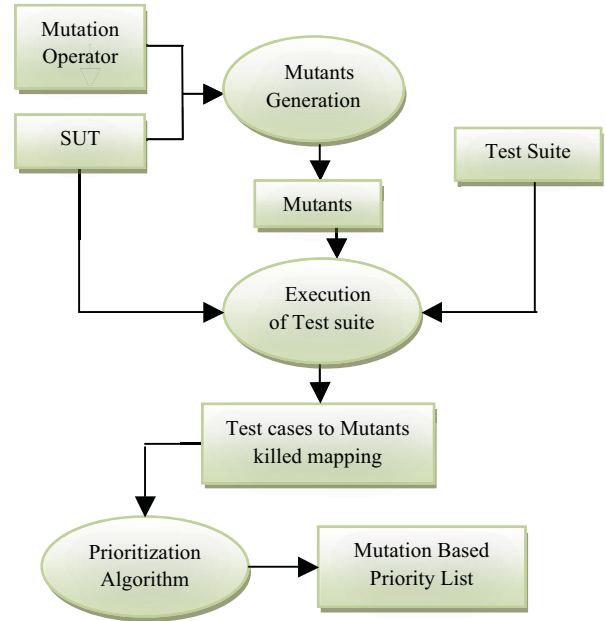 Mutation
Operator
Mutants
Generation
SUT
Test Suite
Mutants
Execution
of Test suite
Test cases to Mutants
killed mapping
Prioritization
Algorithm
Mutation Based
Priority List